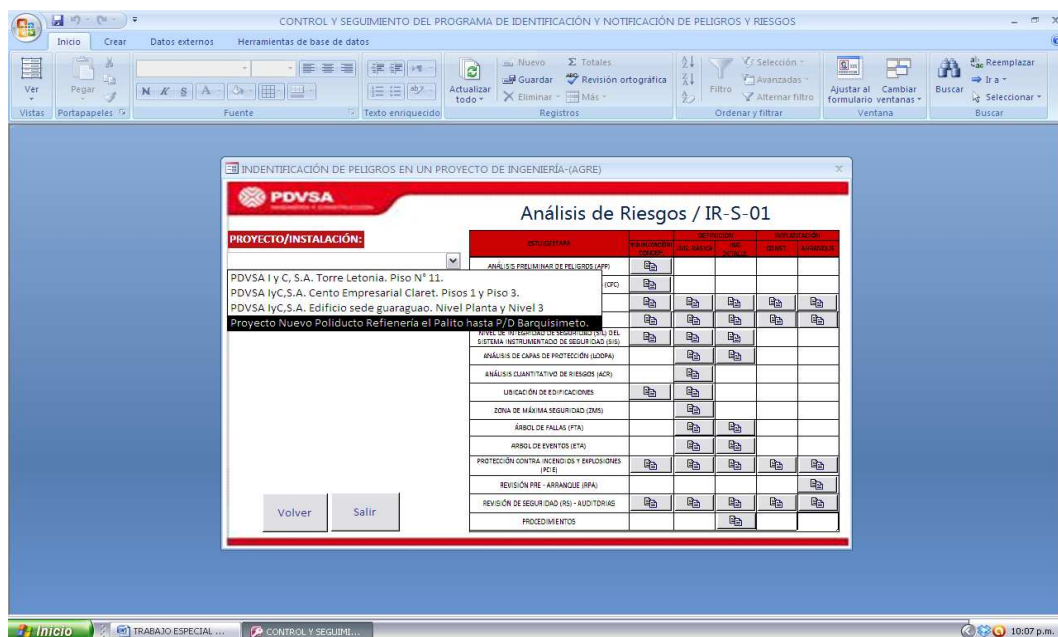 CONTROL Y SEGUIMIENTO DEL PROGRAMA DE IDENTIFICACIÓN Y NOTIFICACIÓN DE PELIGROS Y RIESGOS
Inicio Crear Datos externos Herramientas de base de datos
Ver
Pegar
N K S A
Actualizar todo
Nuevo
Guardar
Eliminar
Σ Totales
Revisión ortográfica
Más
Filtro
Selección
Avanzadas
Alternar filtro
Ajustar al formulario
Cambiar ventanas
Buscar
Reemplazar
Ir a
Seleccionar
Vistas Portapapeles Fuente Texto enriquecido Registros Ordenar y filtrar Ventana Buscar
INDENTIFICACIÓN DE PELIGROS EN UN PROYECTO DE INGENIERÍA-(AGRE)
PDVSA
Análisis de Riesgos / IR-S-01
PROYECTO/INSTALACIÓN:
PDVSA I y C, S.A. Torre Letonia. Piso N° 11.
PDVSA IyC,S.A. Cento Empresarial Claret. Pisos 1 y Piso 3.
PDVSA IyC,S.A. Edificio sede guaraguao. Nivel Planta y Nivel 3
Proyecto Nuevo Poliducto Refienería el Palito hasta P/D Barquisimeto.
ANÁLISIS PRELIMINAR DE PELIGROS (APP)
(CPC)
NIVEL DE INTEGRIDAD DE SEGURIDAD (SIL) DEL
SISTEMA INSTRUMENTADO DE SEGURIDAD (SIS)
ANÁLISIS DE CAPAS DE PROTECCIÓN (LOOPA)
ANÁLISIS CUANTITATIVO DE RIESGOS (ACR)
UBICACIÓN DE EDIFICACIONES
ZONA DE MÁXIMA SEGURIDAD (ZMS)
ÁRBOL DE FALLAS (FTA)
ARBOL DE EVENTOS (ETA)
PROTECCIÓN CONTRA INCENDIOS Y EXPLOSIONES
(PCIE)
REVISIÓN PRE - ARRANQUE (RPA)
REVISIÓN DE SEGURIDAD (RS) - AUDITORIAS
PROCEDIMIENTOS
Volver Salir
Inicio
TRABAJO ESPECIAL ...
CONTROL Y SEGUIMI...
10:07 p.m.